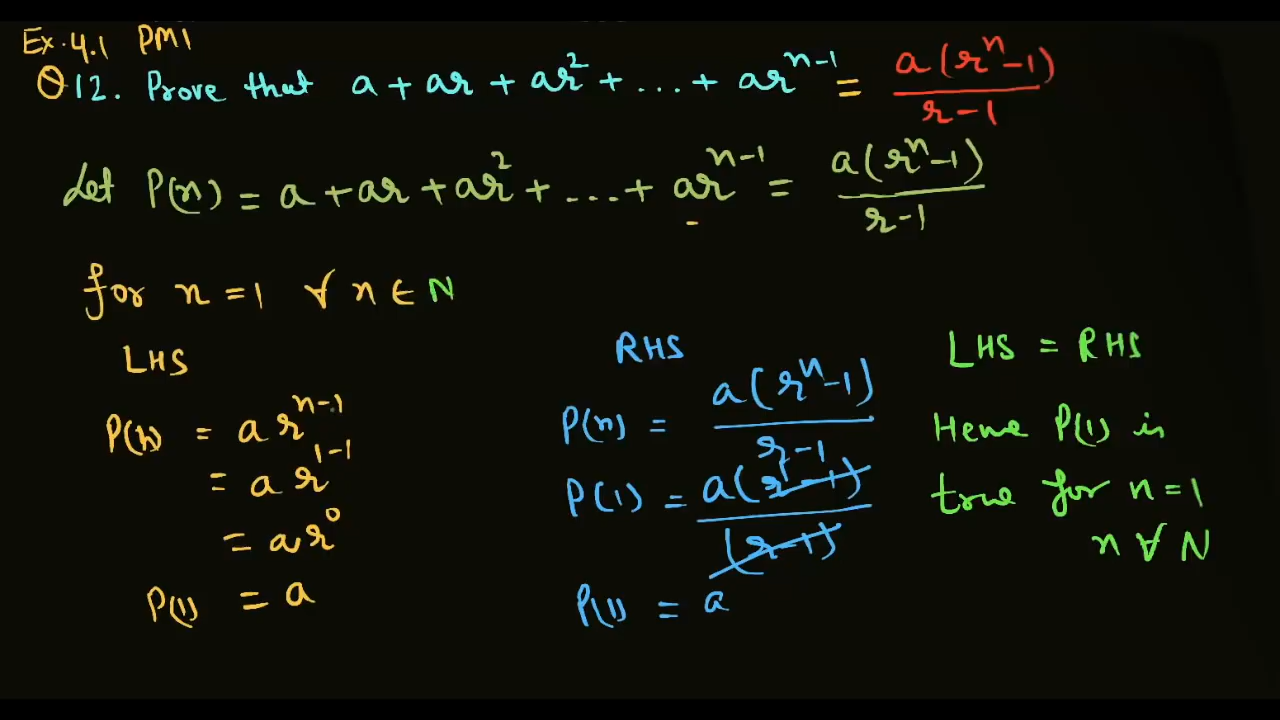 Ex. 4.1 PMI
Q12. Prove that a + ar + ar² + ... + arⁿ⁻¹ = a(rⁿ-1)/r-1
Let P(n) = a + ar + ar² + ... + arⁿ⁻¹ = a(rⁿ-1)/r-1
for n = 1 ∀ n ∈ N
LHS
P(n) = arⁿ⁻¹
= ar¹⁻¹
= ar⁰
P(1) = a
RHS
P(n) = a(rⁿ-1)/r-1
P(1) = a(r¹-1)/(r-1)
P(1) = a
LHS = RHS
Hence P(1) is
true for n = 1
n ∀ N